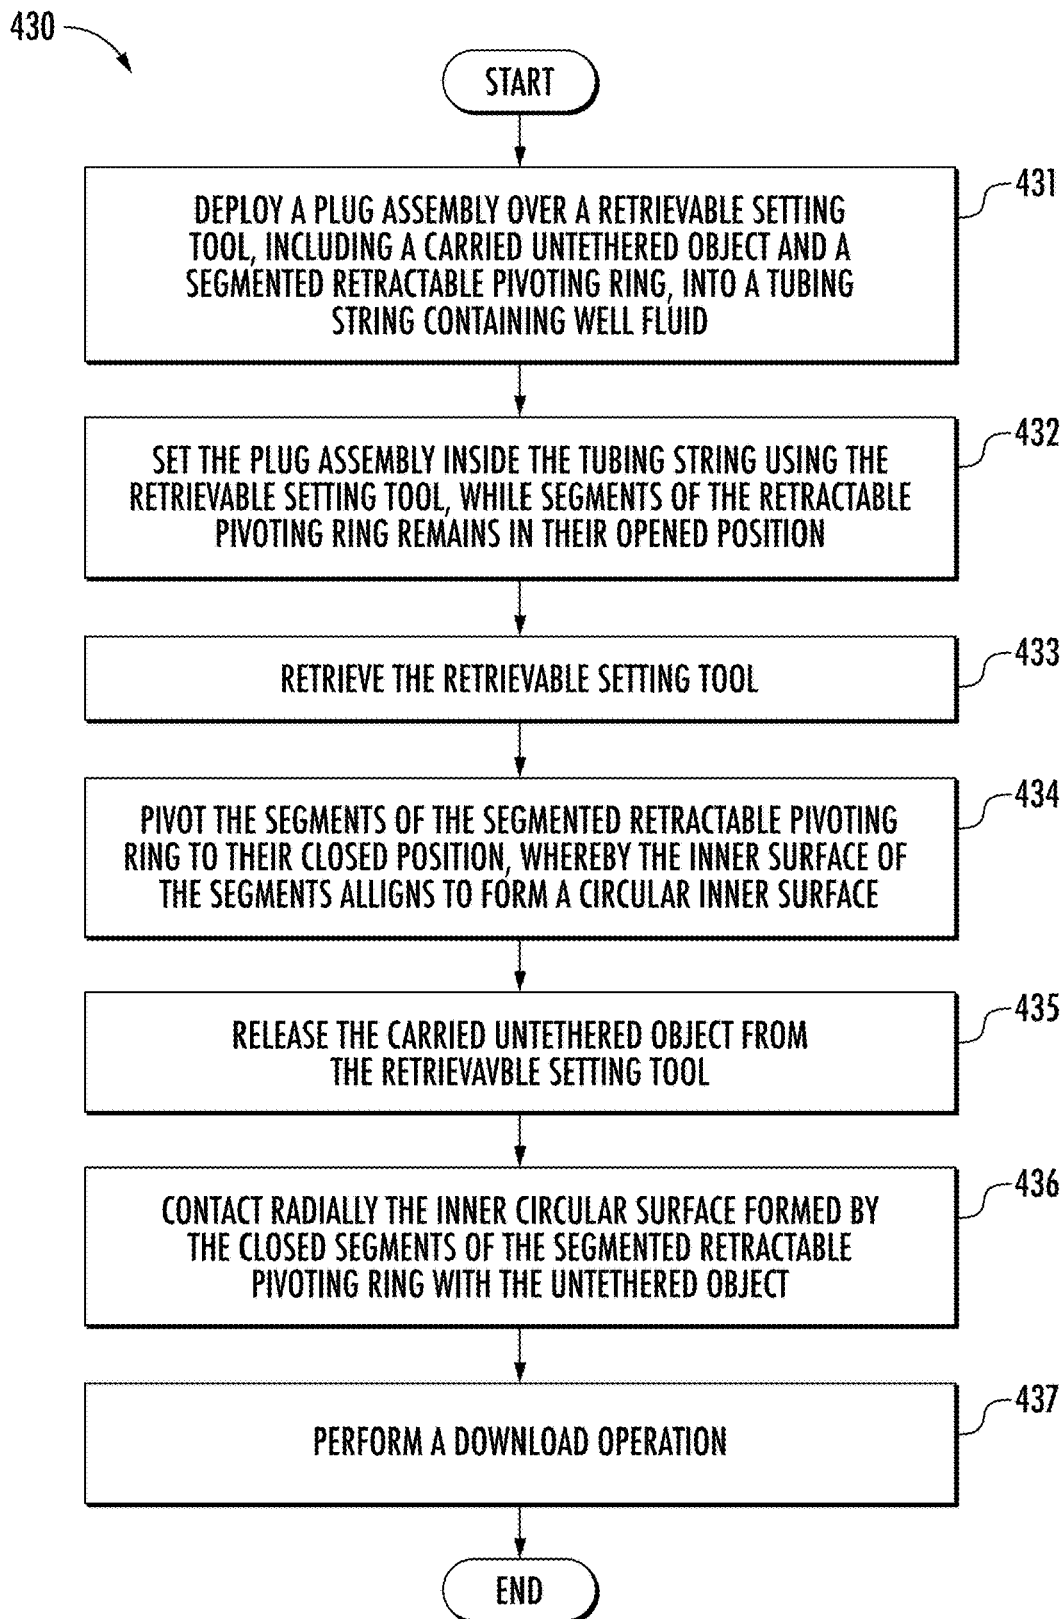 430
START
DEPLOY A PLUG ASSEMBLY OVER A RETRIEVABLE SETTING
TOOL, INCLUDING A CARRIED UNTETHERED OBJECT AND A
SEGMENTED RETRACTABLE PIVOTING RING, INTO A TUBING
STRING CONTAINING WELL FLUID
431
SET THE PLUG ASSEMBLY INSIDE THE TUBING STRING USING THE
RETRIEVABLE SETTING TOOL, WHILE SEGMENTS OF THE RETRACTABLE
PIVOTING RING REMAINS IN THEIR OPENED POSITION
432
RETRIEVE THE RETRIEVABLE SETTING TOOL
433
PIVOT THE SEGMENTS OF THE SEGMENTED RETRACTABLE PIVOTING
RING TO THEIR CLOSED POSITION, WHEREBY THE INNER SURFACE OF
THE SEGMENTS ALLIGNS TO FORM A CIRCULAR INNER SURFACE
434
RELEASE THE CARRIED UNTETHERED OBJECT FROM
THE RETRIEVAVBLE SETTING TOOL
435
CONTACT RADIALLY THE INNER CIRCULAR SURFACE FORMED BY
THE CLOSED SEGMENTS OF THE SEGMENTED RETRACTABLE
PIVOTING RING WITH THE UNTETHERED OBJECT
436
PERFORM A DOWNLOAD OPERATION
437
END